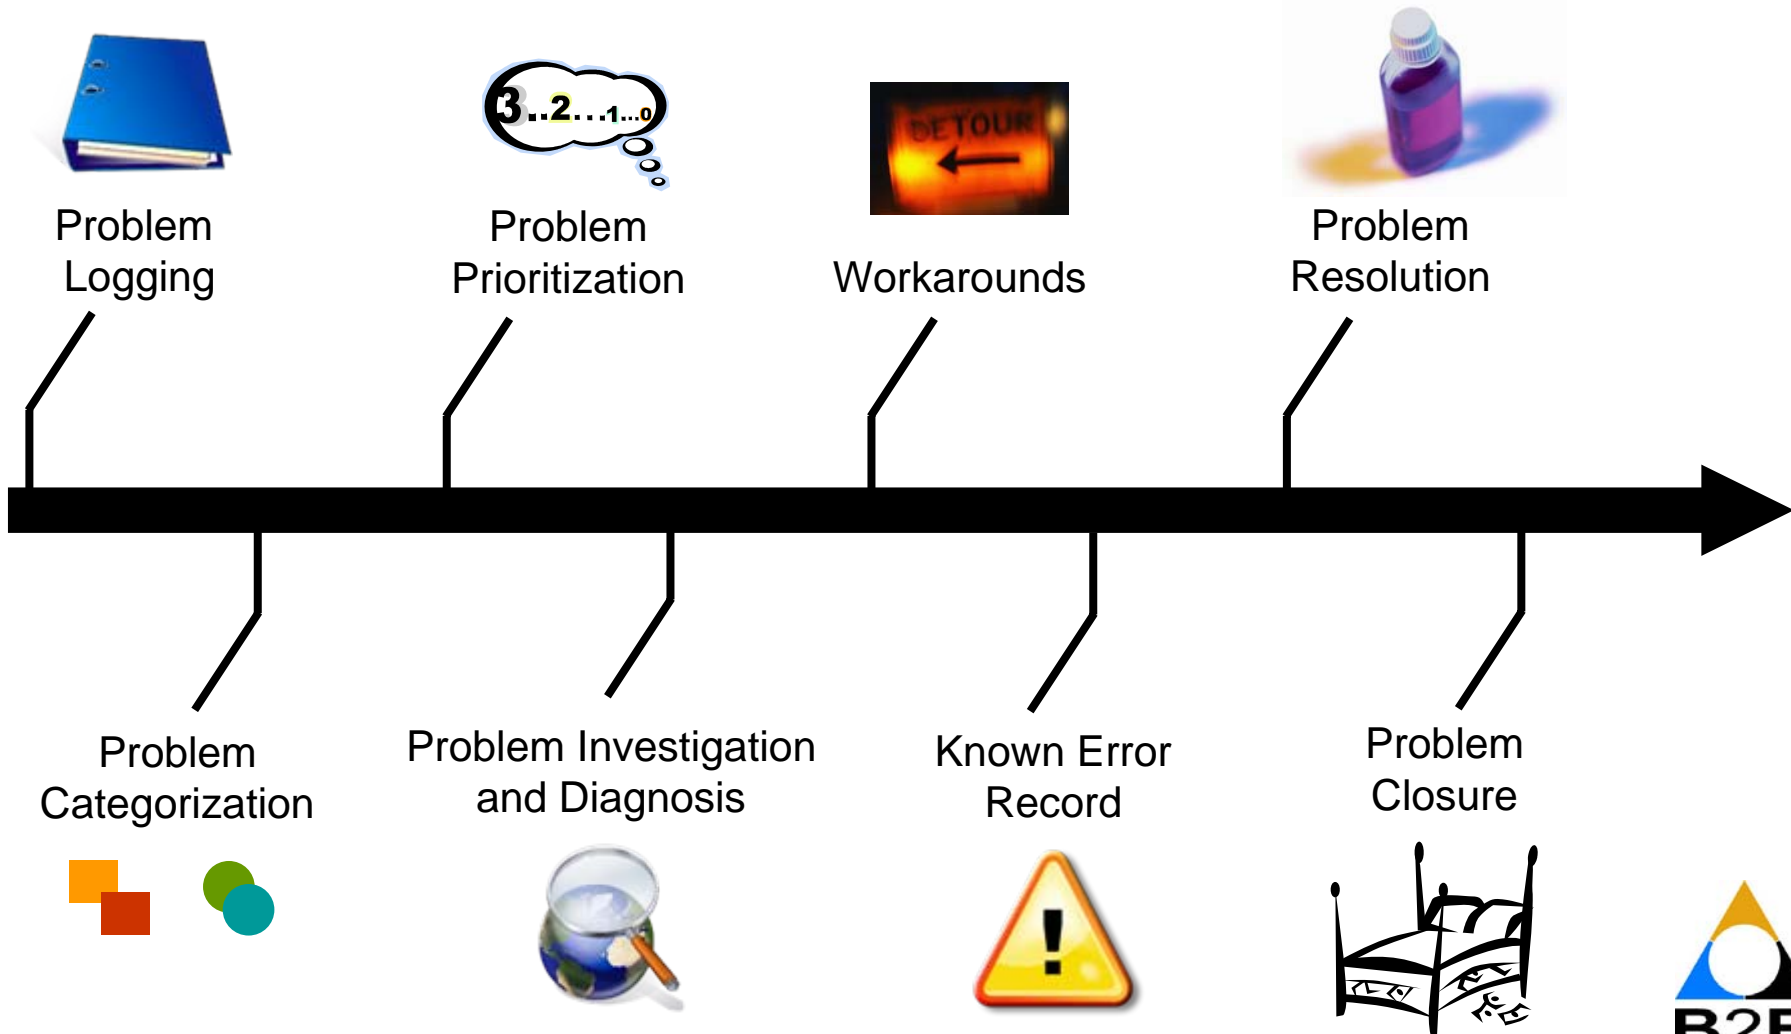 3..2...1...0
DETOUR
Problem
Logging
Problem
Prioritization
Workarounds
Problem
Resolution
Problem
Categorization
Problem Investigation
and Diagnosis
Known Error
Record
Problem
Closure
!